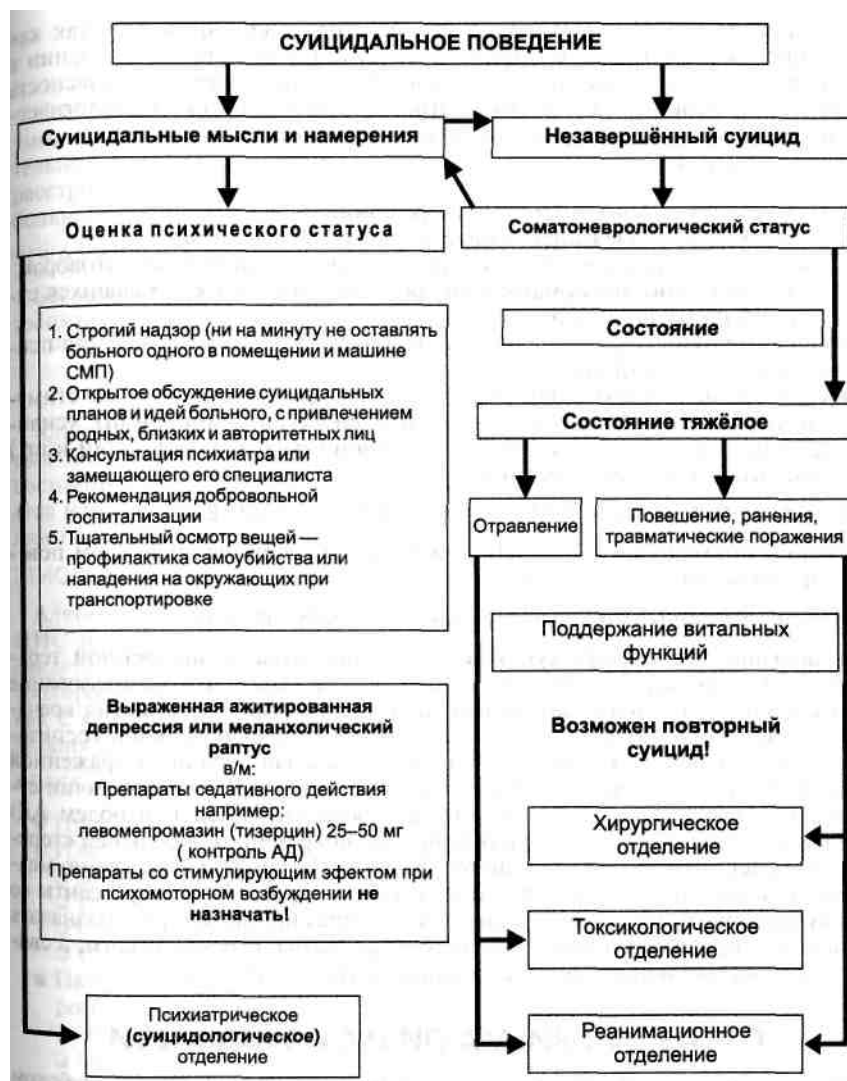 СУИЦИДАЛЬНОЕ ПОВЕДЕНИЕ
Суицидальные мысли и намерения
Незавершённый суицид
Оценка психического статуса
Соматоневрологический статус
1. Строгий надзор (ни на минуту не оставлять
больного одного в помещении и машине
СМП)
2. Открытое обсуждение суицидальных
планов и идей больного, с привлечением
родных, близких и авторитетных лиц
3. Консультация психиатра или
замещающего его специалиста
4. Рекомендация добровольной
госпитализации
5. Тщательный осмотр вещей —
профилактика самоубийства или
нападения на окружающих при
транспортировке
Состояние
Состояние тяжёлое
Отравление
Повешение, ранения,
травматические поражения
Поддержание витальных
функций
Выраженная ажитированная
депрессия или меланхолический
раптус
в/м:
Препараты седативного действия
например:
левомепромазин (тизерцин) 25–50 мг
( контроль АД)
Препараты со стимулирующим эфектом при
психомоторном возбуждении не
назначать!
Возможен повторный
суицид!
Хирургическое
отделение
Токсикологическое
отделение
Психиатрическое
(суицидологическое)
отделение
Реанимационное
отделение